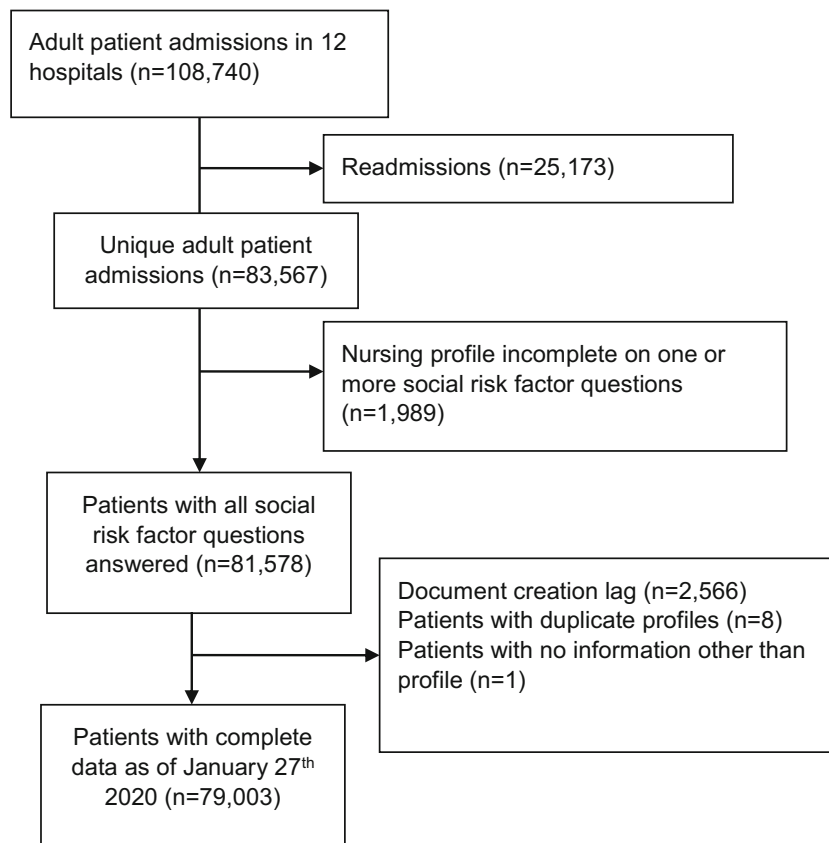 Adult patient admissions in 12
hospitals (n=108,740)
Readmissions (n=25,173)
Unique adult patient
admissions (n=83,567)
Nursing profile incomplete on one or
more social risk factor questions
(n=1,989)
Patients with all social
risk factor questions
answered (n=81,578)
Document creation lag (n=2,566)
Patients with duplicate profiles (n=8)
Patients with no information other than
profile (n=1)
Patients with complete
data as of January 27th
2020 (n=79,003)